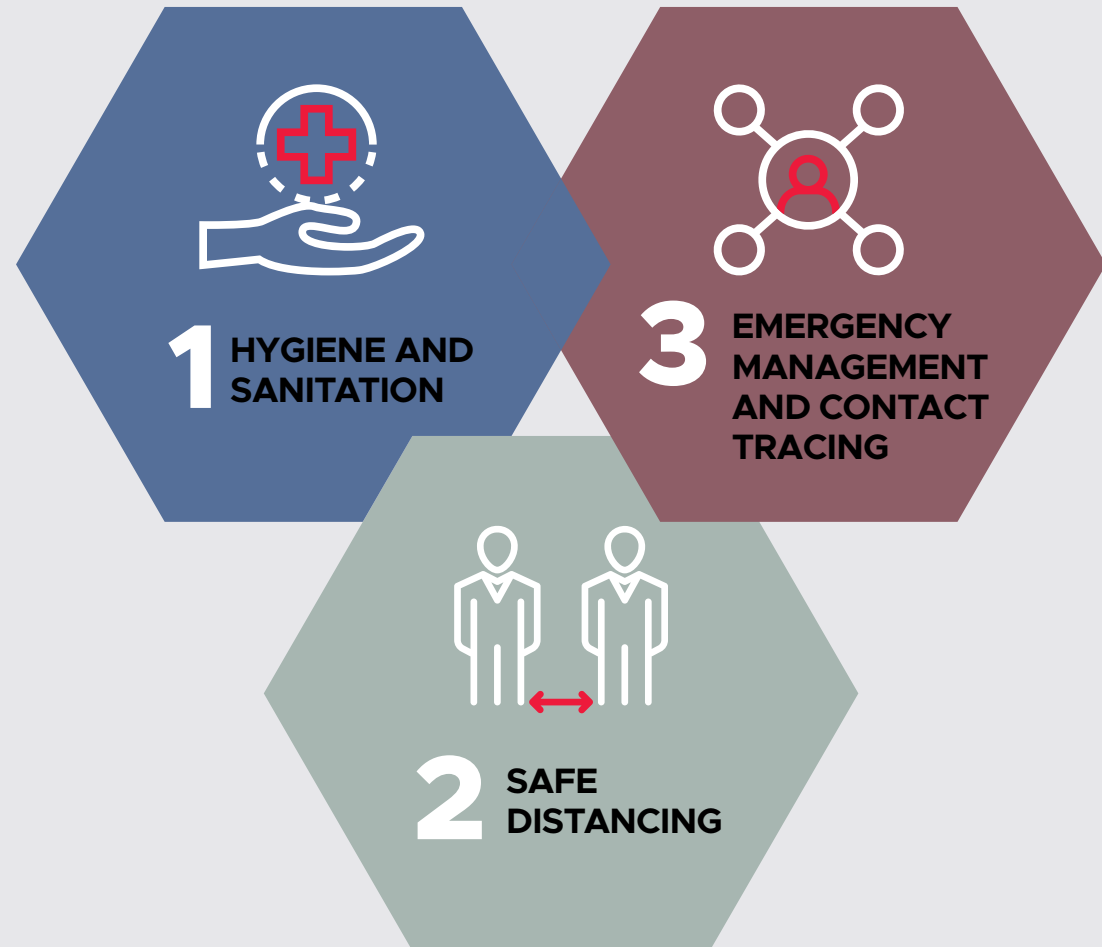 1 HYGIENE AND
SANITATION
2 SAFE
DISTANCING
3 EMERGENCY
MANAGEMENT
AND CONTACT
TRACING